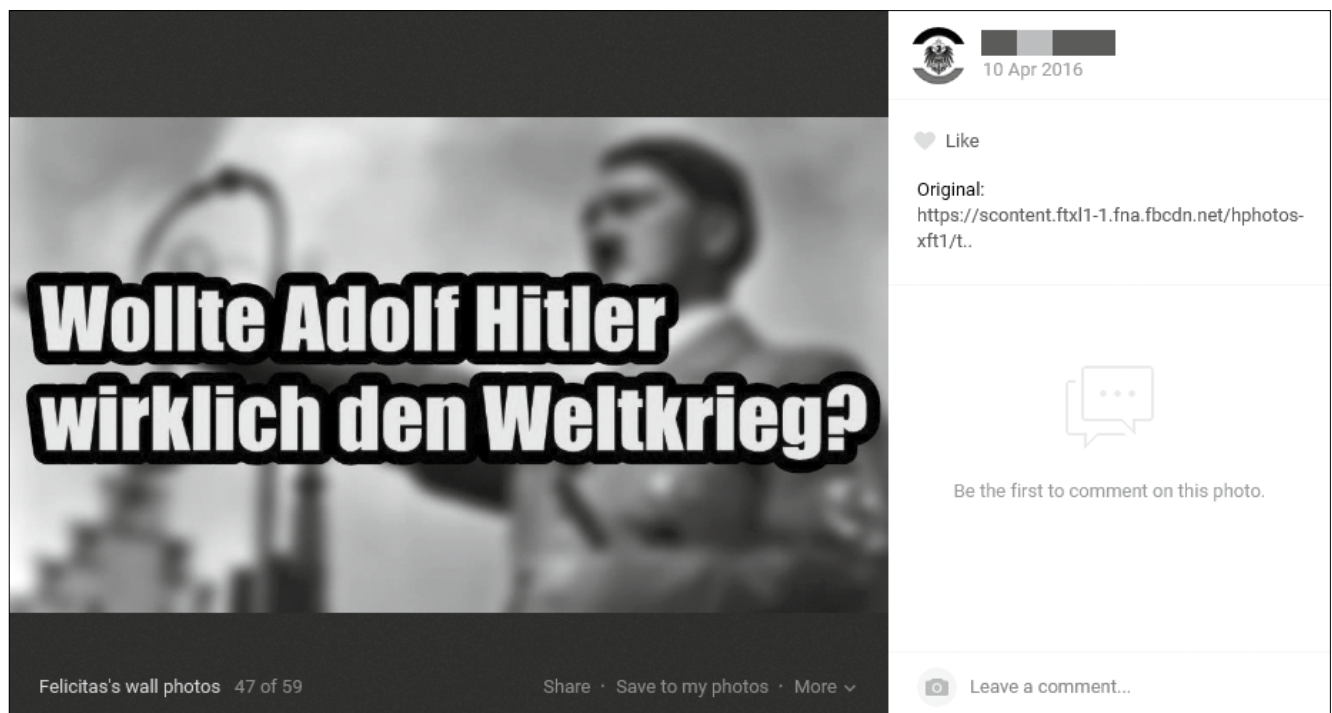 Wollte Adolf Hitler
wirklich den Weltkrieg?
Felicitas's wall photos 47 of 59
Share · Save to my photos · More
10 Apr 2016
Like
Original:
https://scontent.ftxl1-1.fna.fbcdn.net/hphotos-
xft1/t..
Be the first to comment on this photo.
Leave a comment...